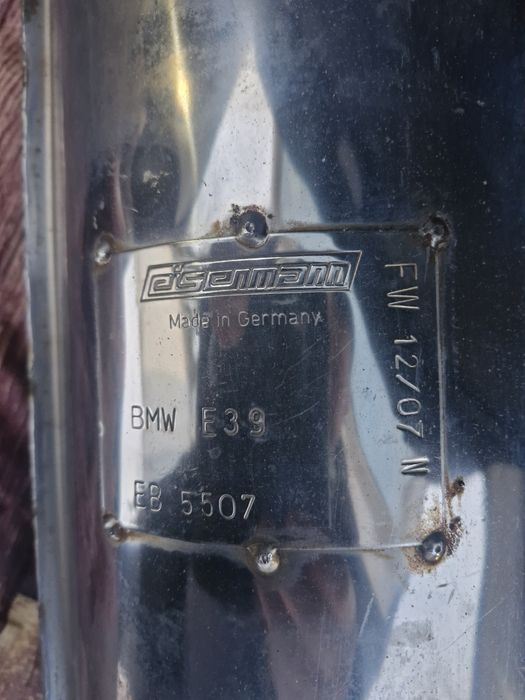 eisenmann
Made in Germany
BMW E39
EB 5507
FW 12/07 N